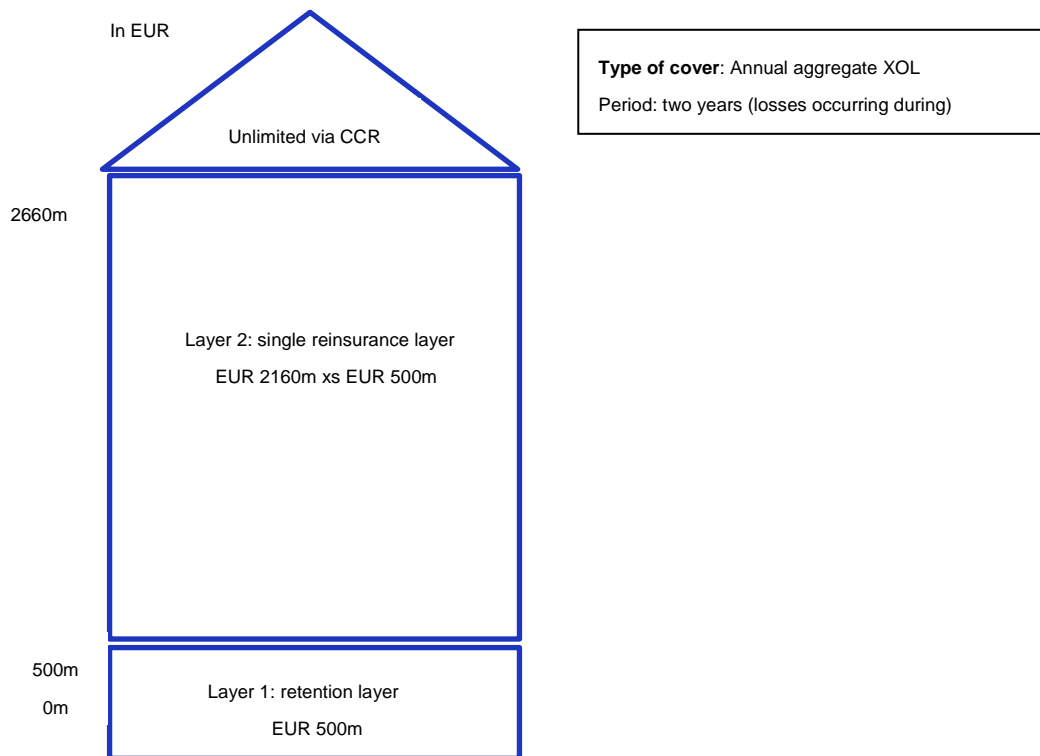 In EUR
Type of cover: Annual aggregate XOL
Period: two years (losses occurring during)
Unlimited via CCR
2660m
Layer 2: single reinsurance layer
EUR 2160m xs EUR 500m
500m
Layer 1: retention layer
0m
EUR 500m